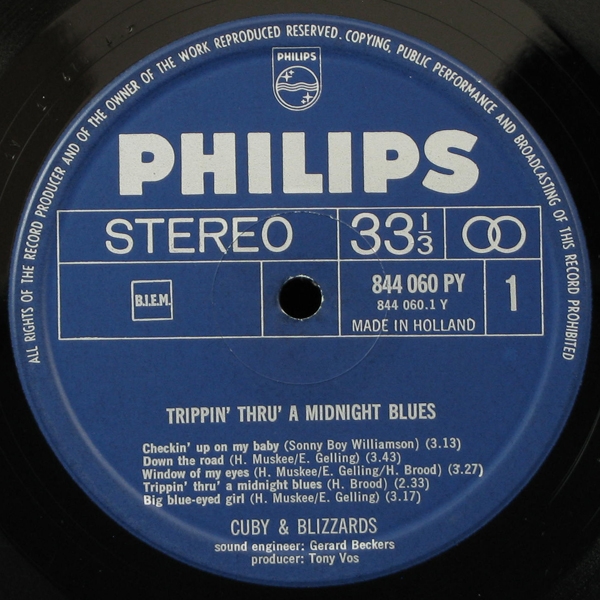 ALL RIGHTS OF THE RECORD PRODUCER AND OF THE OWNER OF THE WORK REPRODUCED RESERVED. COPYING, PUBLIC PERFORMANCE AND BROADCASTING OF THIS RECORD PROHIBITED
PHILIPS
PHILIPS
STEREO 33 1/3
B.I.E.M. 844 060 PY 1
844 060.1 Y
MADE IN HOLLAND
TRIPPIN' THRU' A MIDNIGHT BLUES
Checkin' up on my baby (Sonny Boy Williamson) (3.13)
Down the road (H. Muskee/E. Gelling) (3.43)
Window of my eyes (H. Muskee/E. Gelling/H. Brood) (3.27)
Trippin' thru' a midnight blues (H. Brood) (2.33)
Big blue-eyed girl (H. Muskee/E. Gelling) (3.17)
CUBY & BLIZZARDS
sound engineer: Gerard Beckers
producer: Tony Vos